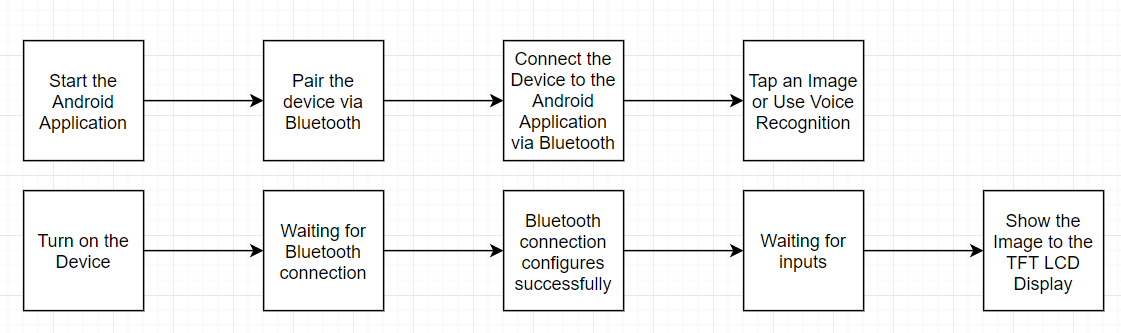 Start the
Android
Application
Pair the
device via
Bluetooth
Connect the
Device to the
Android
Application
via Bluetooth
Tap an Image
or Use Voice
Recognition
Turn on the
Device
Waiting for
Bluetooth
connection
Bluetooth
connection
configures
successfully
Waiting for
inputs
Show the
Image to the
TFT LCD
Display